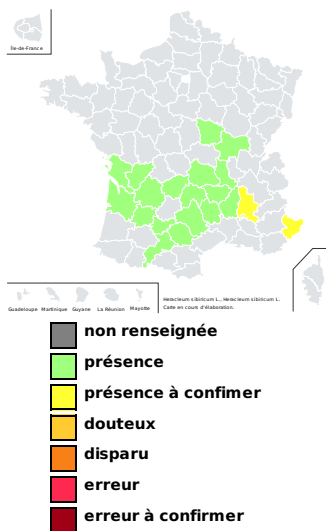 Île-de-France
Guadeloupe Martinique Guyane La Réunion Mayotte
Heracleum sibiricum L., Heracleum sibiricum L.
Carte en cours d'élaboration.
non renseignée
présence
présence à confimer
douteux
disparu
erreur
erreur à confirmer